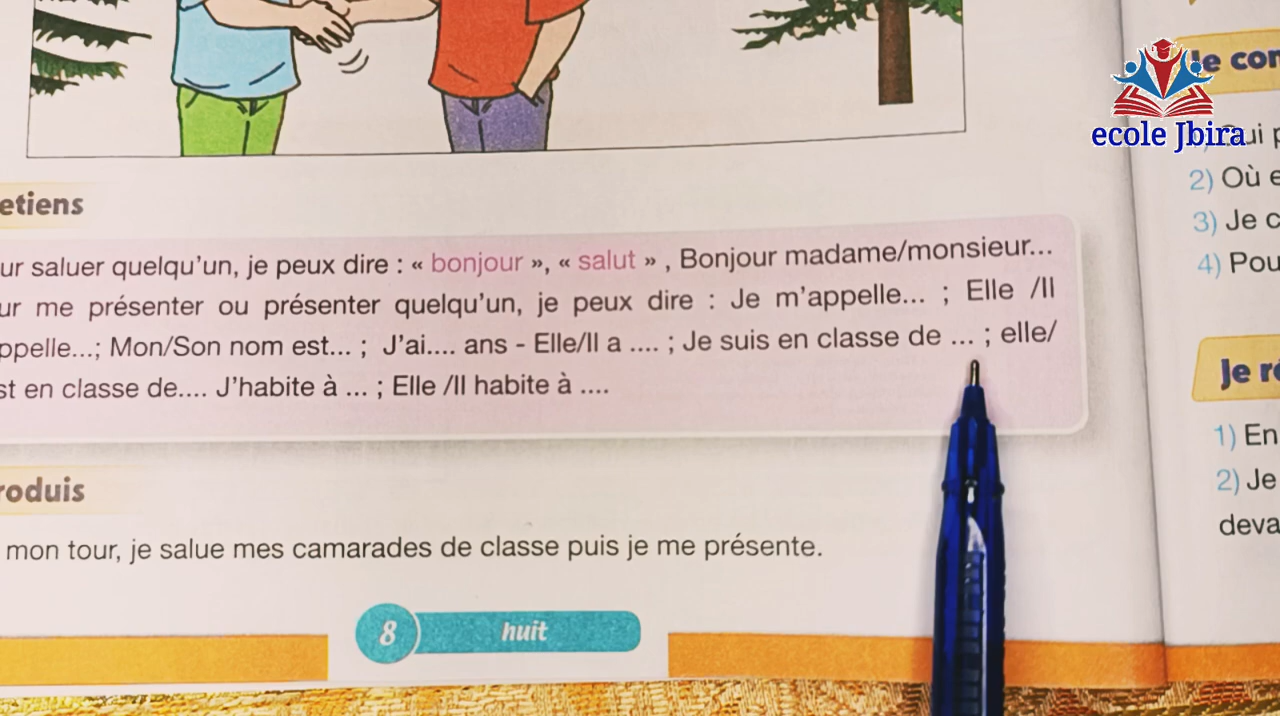 ecole Jbira
etiens
ur saluer quelqu'un, je peux dire : « bonjour », « salut » , Bonjour madame/monsieur...
ur me présenter ou présenter quelqu'un, je peux dire : Je m'appelle... ; Elle /Il
ppelle...; Mon/Son nom est... ; J'ai.... ans - Elle/Il a .... ; Je suis en classe de ... ; elle/
st en classe de.... J'habite à ... ; Elle /Il habite à ....
roduis
mon tour, je salue mes camarades de classe puis je me présente.
8 huit
Je con
ui p
2) Où e
3) Je c
4) Pou
Je ré
1) En
2) Je
deva